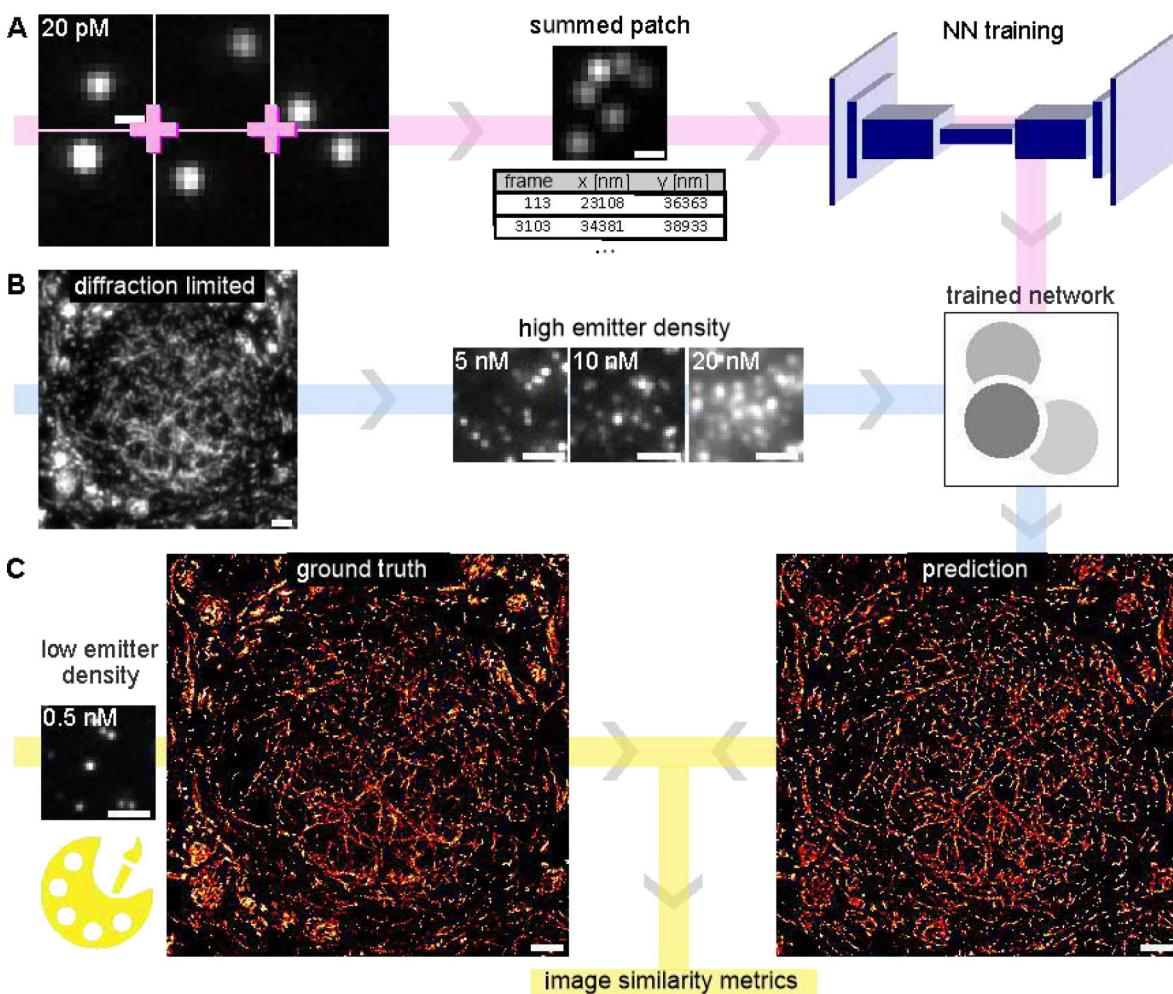 A
20 pM
summed patch
NN training
frame x [nm] y [nm]
113 23108 36363
3103 34381 38933
...
B
diffraction limited
high emitter density
5 nM 10 nM 20 nM
trained network
C
ground truth
prediction
low emitter
density
0.5 nM
image similarity metrics